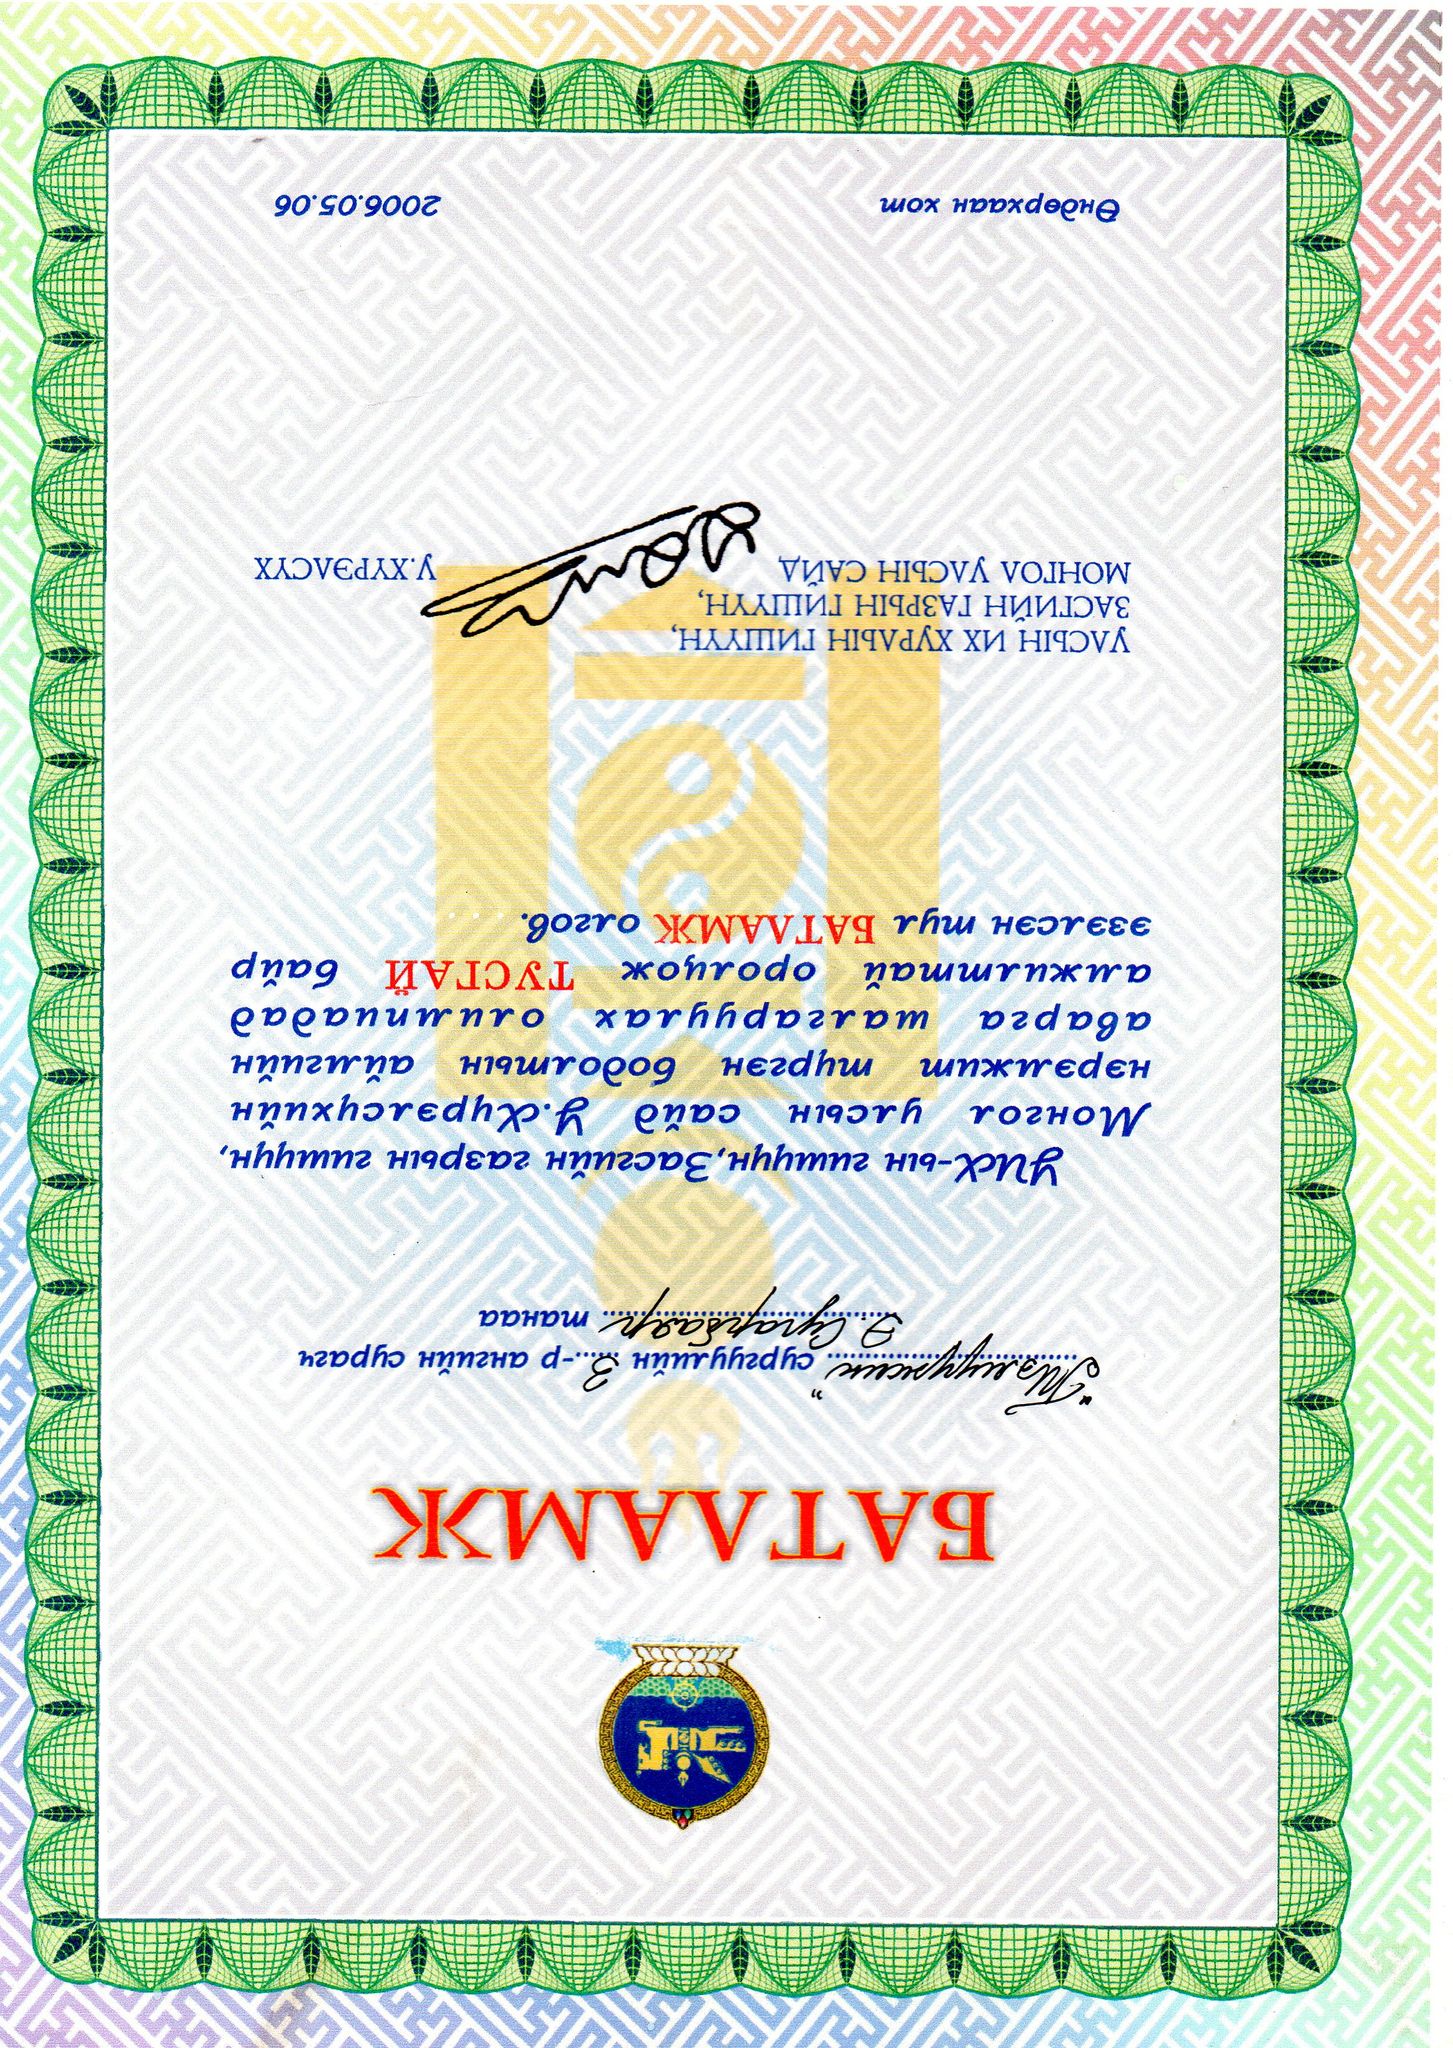 БАТЛАМЖ
"Тэмүүжин" сургуулийн 3...-р ангийн сурагч
Э. Сугарбаяр танаа
УИХ-ын гишүүн, Засгийн газрын гишүүн,
Монгол улсын сайд У.Хүрэлсүхийн
нэрэмжит түргэн бодолтын аймгийн
аварга шалгаруулах олимпиадад
амжилттай оролцож ТУСГАЙ байр
эзэлсэн тул БАТЛАМЖ олгов.
УЛСЫН ИХ ХУРЛЫН ГИШҮҮН,
ЗАСГИЙН ГАЗРЫН ГИШҮҮН,
МОНГОЛ УЛСЫН САЙД У.ХҮРЭЛСҮХ
Өндөрхаан хот 2006.05.06